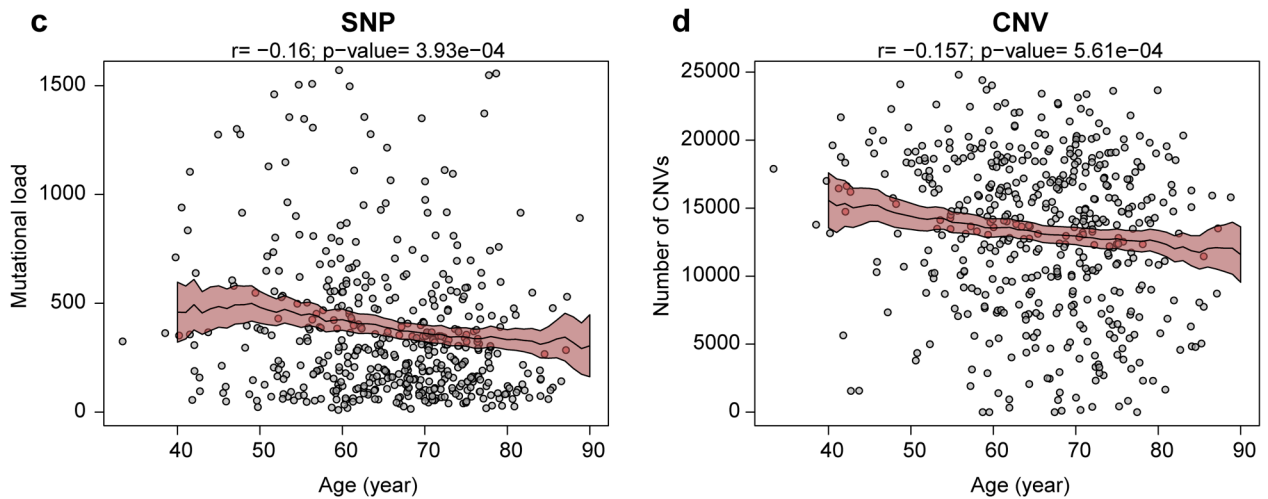 c
SNP
r= −0.16; p−value= 3.93e−04
Mutational load
1500
1000
500
0
40 50 60 70 80 90
Age (year)
d
CNV
r= −0.157; p−value= 5.61e−04
Number of CNVs
25000
20000
15000
10000
5000
0
40 50 60 70 80 90
Age (year)